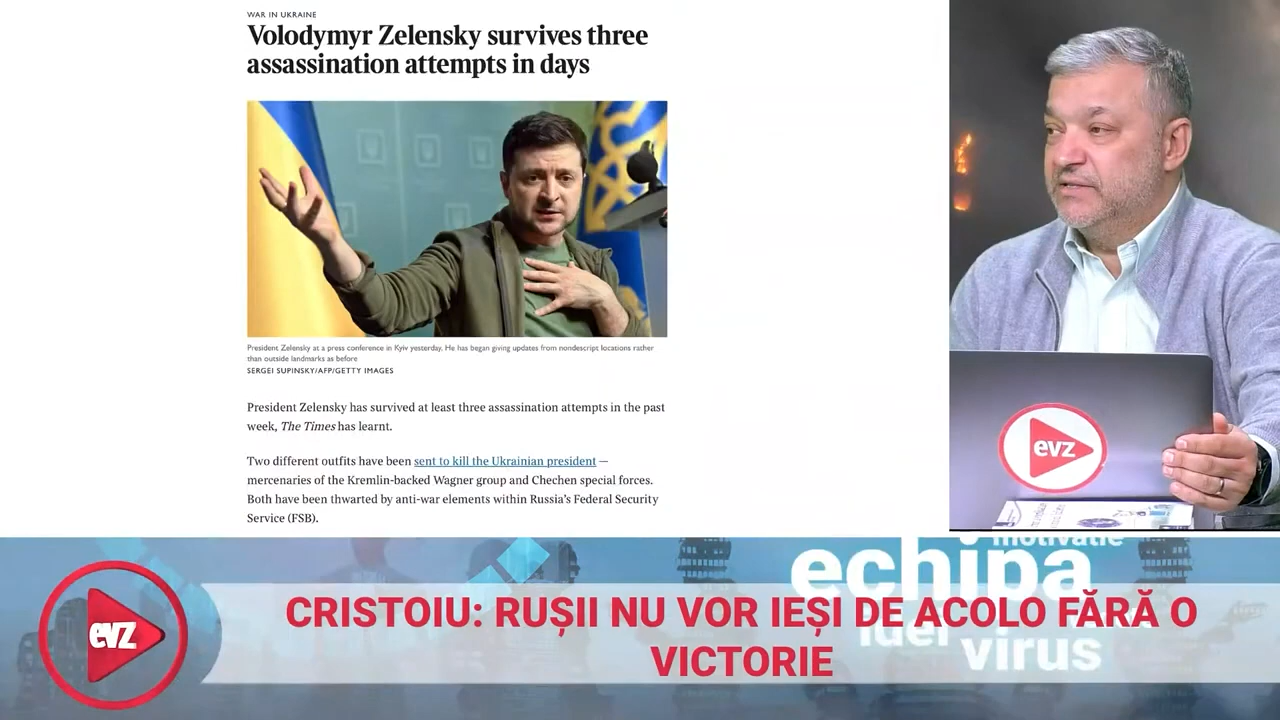 WAR IN UKRAINE
Volodymyr Zelensky survives three
assassination attempts in days
President Zelensky at a press conference in Kyiv yesterday. He has began giving updates from nondescript locations rather
than outside landmarks as before
SERGEI SUPINSKY/AFP/GETTY IMAGES
President Zelensky has survived at least three assassination attempts in the past
week, The Times has learnt.
Two different outfits have been sent to kill the Ukrainian president —
mercenaries of the Kremlin-backed Wagner group and Chechen special forces.
Both have been thwarted by anti-war elements within Russia's Federal Security
Service (FSB).
evz
motivatie
echipa
evz
CRISTOIU: RUȘII NU VOR IEȘI DE ACOLO FĂRĂ O
VICTORIE
idei
virus